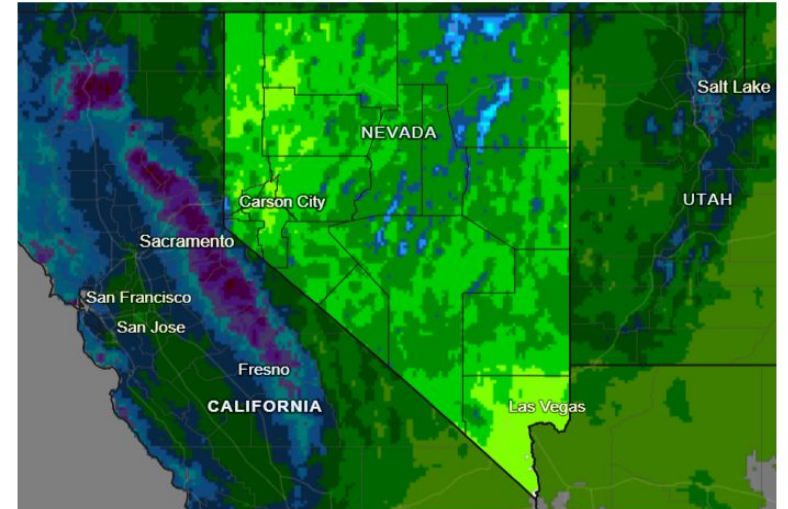 Salt Lake
NEVADA
Carson City
UTAH
Sacramento
San Francisco
San Jose
Fresno
CALIFORNIA
Las Vegas